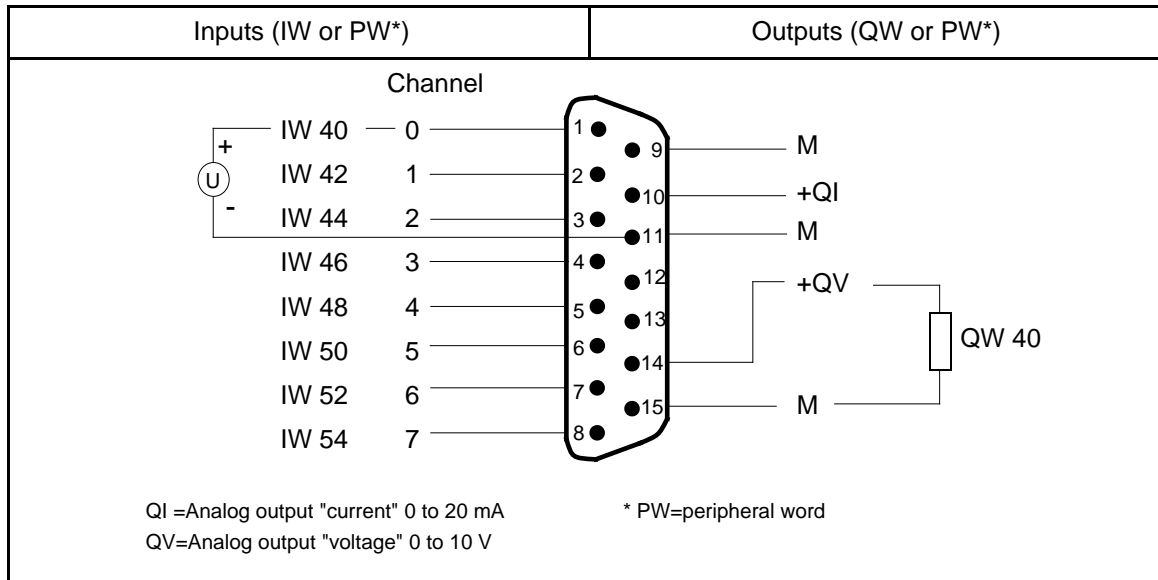 Inputs (IW or PW*) Outputs (QW or PW*)
Channel
IW 40 0 1 9 M
+
U
-
IW 42 1 2 10 +QI
IW 44 2 3 11 M
IW 46 3 4 12 +QV
IW 48 4 5 13
QW 40
IW 50 5 6 14
IW 52 6 7 15 M
IW 54 7 8
QI =Analog output "current" 0 to 20 mA * PW=peripheral word
QV=Analog output "voltage" 0 to 10 V